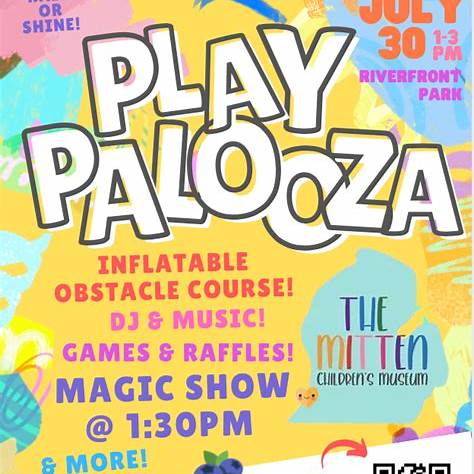 OR
SHINE!
JULY
30 1-3
PM
RIVERFRONT
PARK
PLAY
PALOOZA
INFLATABLE
OBSTACLE COURSE!
DJ & MUSIC!
GAMES & RAFFLES!
MAGIC SHOW
@ 1:30PM
& MORE!
THE
MITTEN
CHILDREN'S MUSEUM